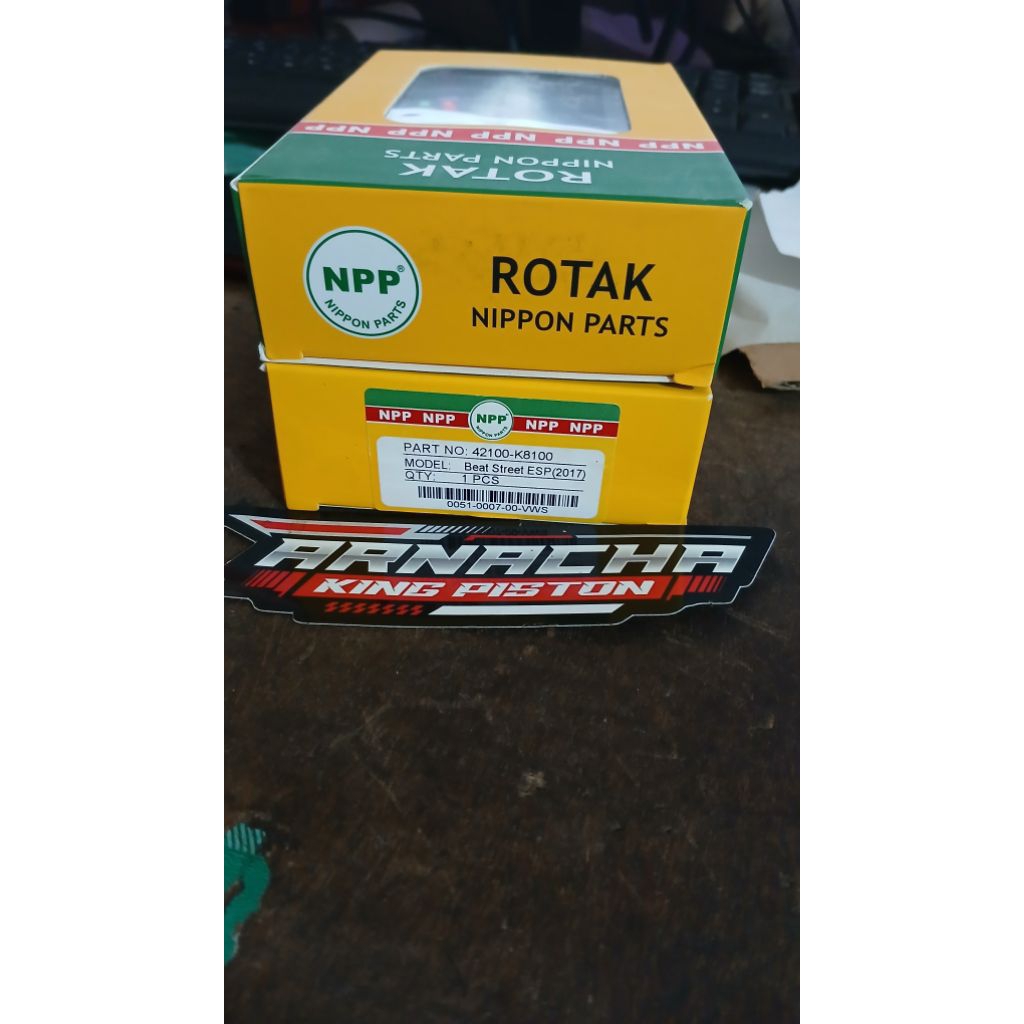 NPP NPP NPP NPP NPP NPP
ROTAK
NIPPON PARTS
NPP®
NIPPON PARTS
ROTAK
NIPPON PARTS
NPP NPP NPP NPP NPP
NIPPON PARTS
PART NO: 42100-K8100
MODEL: Beat Street ESP(2017)
QTY: 1 PCS
0051-0007-00-VWS
ARNACHA
KING PISTON